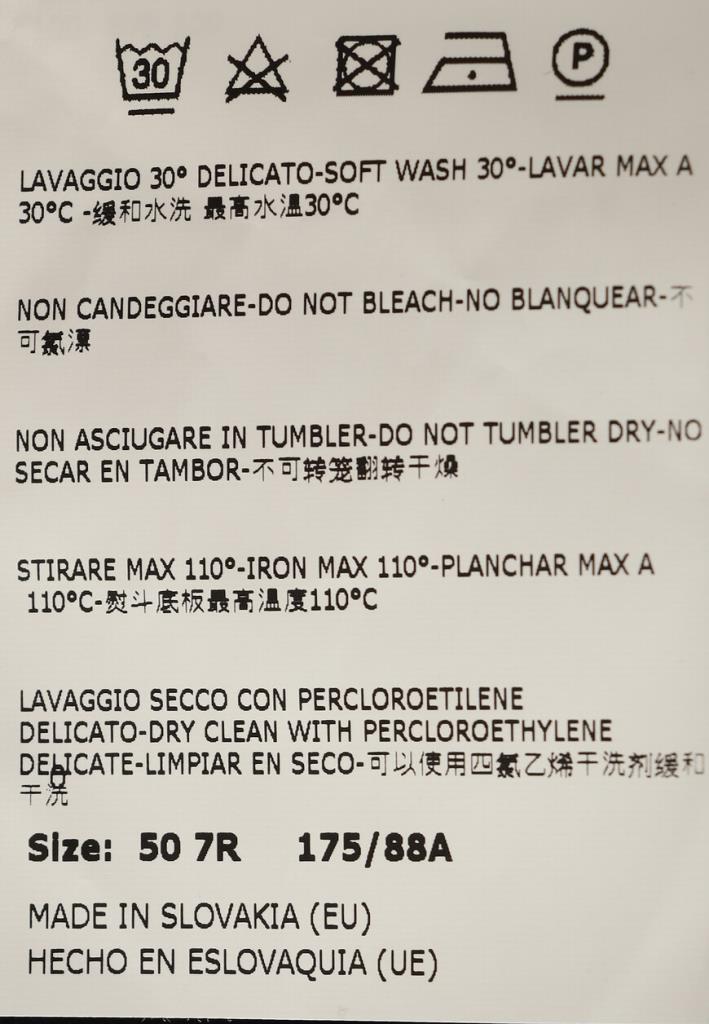 30 P
LAVAGGIO 30° DELICATO-SOFT WASH 30°-LAVAR MAX A
30°C -缓和水洗 最高水温30°C
NON CANDEGGIARE-DO NOT BLEACH-NO BLANQUEAR-不
可氯漂
NON ASCIUGARE IN TUMBLER-DO NOT TUMBLER DRY-NO
SECAR EN TAMBOR-不可转笼翻转干燥
STIRARE MAX 110°-IRON MAX 110°-PLANCHAR MAX A
110°C-熨斗底板最高温度110°C
LAVAGGIO SECCO CON PERCLOROETILENE
DELICATO-DRY CLEAN WITH PERCLOROETHYLENE
DELICATE-LIMPIAR EN SECO-可以使用四氯乙烯干洗剂缓和
干洗
Size: 50 7R 175/88A
MADE IN SLOVAKIA (EU)
HECHO EN ESLOVAQUIA (UE)